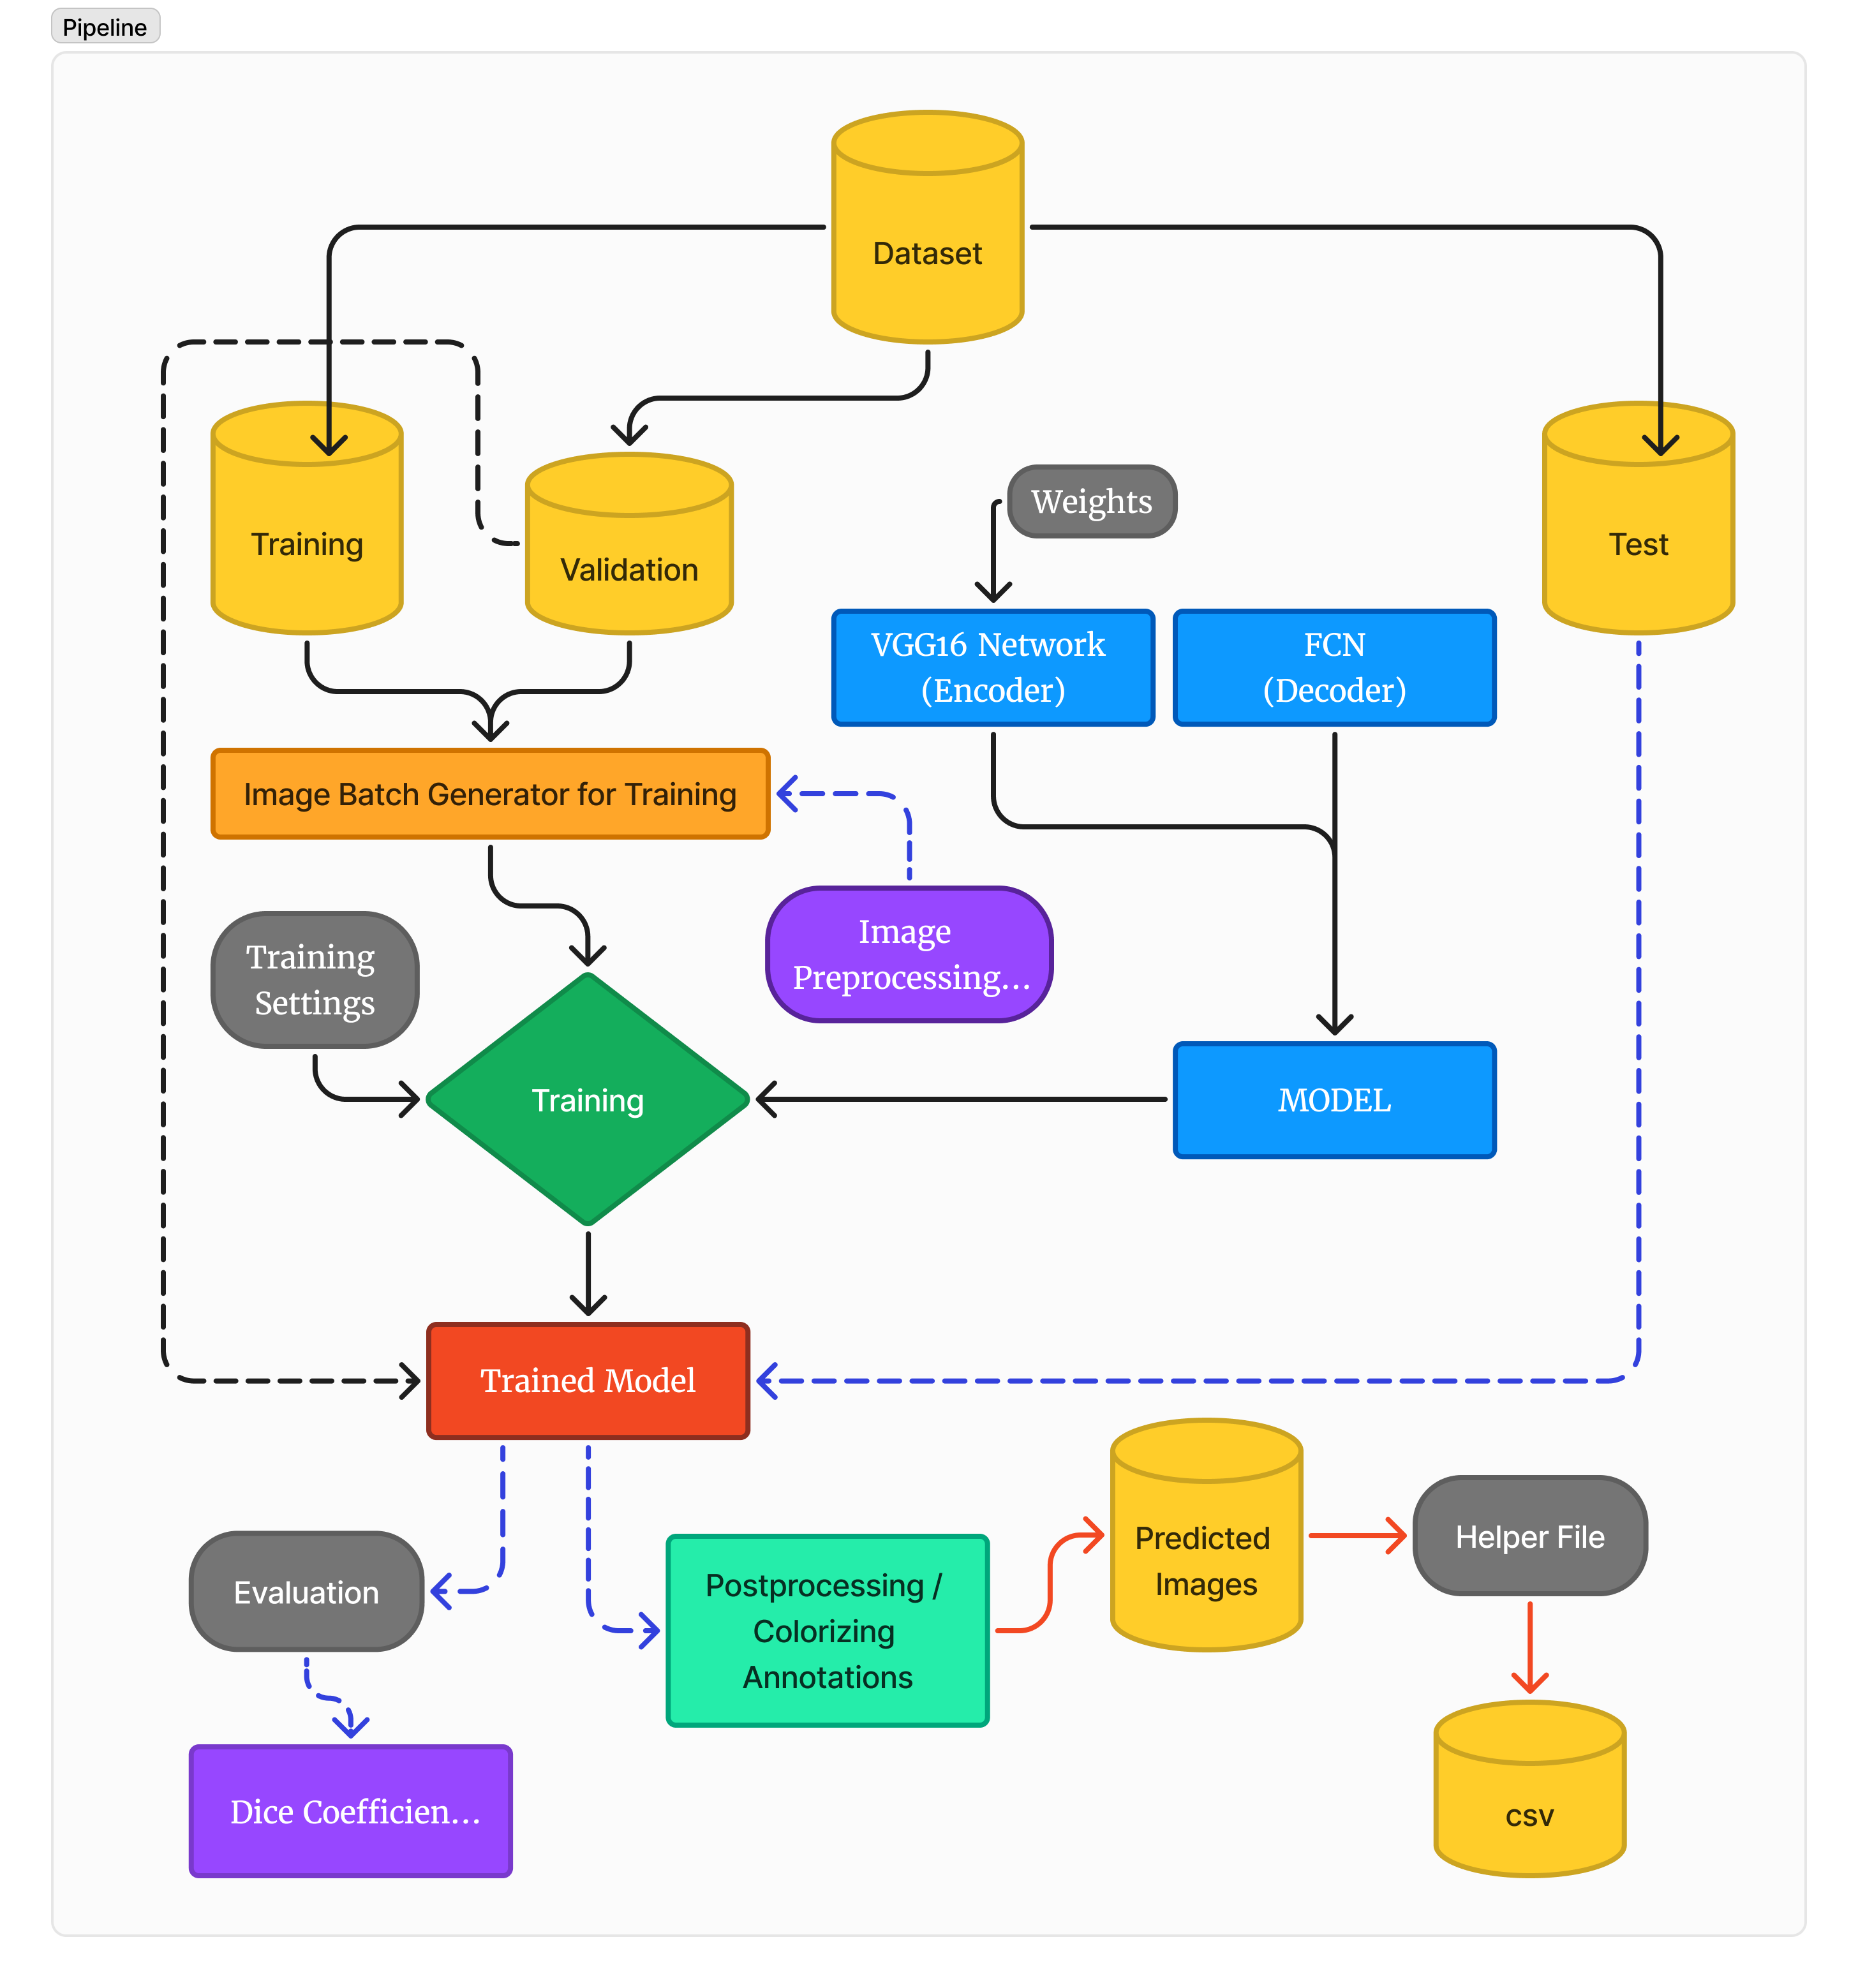 Pipeline
Dataset
Training
Validation
Test
Weights
VGG16 Network
(Encoder)
FCN
(Decoder)
Image Batch Generator for Training
Image
Preprocessing...
Training
Settings
Training
MODEL
Trained Model
Predicted
Images
Helper File
Evaluation
Postprocessing /
Colorizing
Annotations
Dice Coefficien...
csv